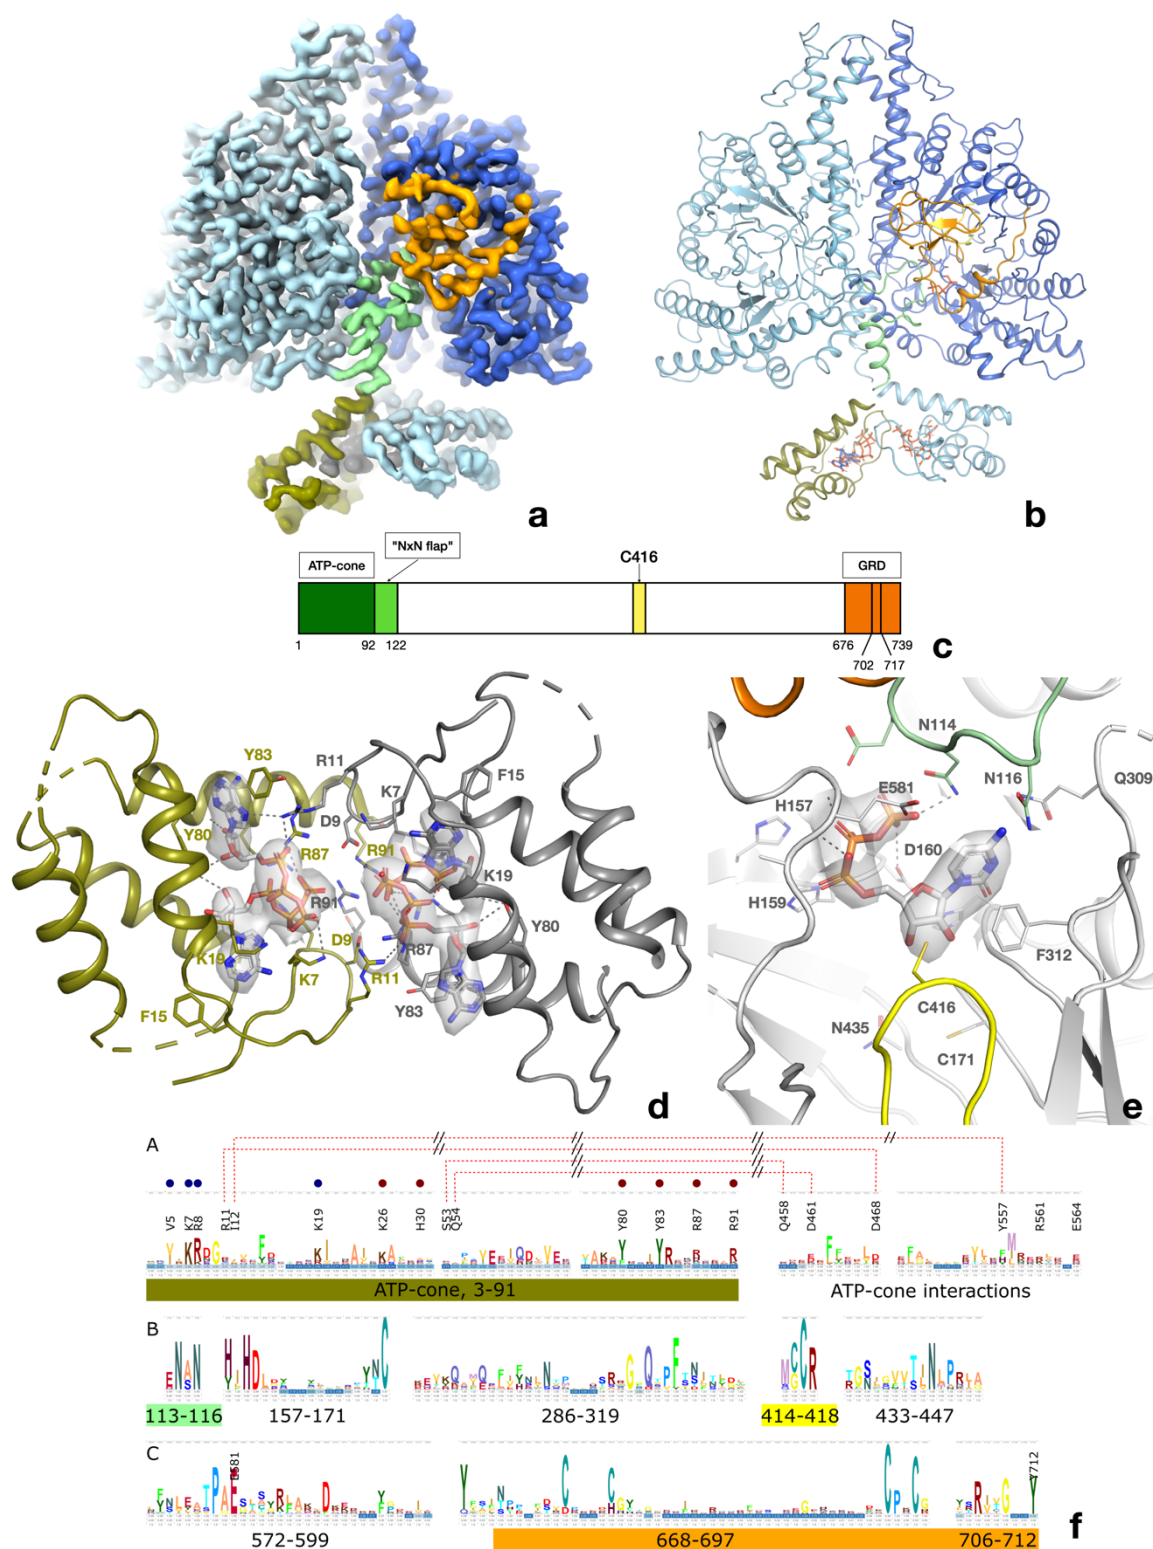 a
b
"NxN flap"
ATP-cone
C416
GRD
1
92
122
676
739
702
717
c
Y83
R11
K7
F15
D9
Y80
R87
R91
K19
R91
D9
Y80
K19
K7
R11
R87
F15
Y83
d
N114
N116
Q309
E581
H157
D160
H159
F312
C416
N435
C171
e
A
V5 K7 R8 R11 I12 K19 K26 H30 S53 Q54 Y80 Y83 R87 R91 Q458 D461 D468 Y557 R561 E564
ATP-cone, 3-91
ATP-cone interactions
B
113-116 157-171 286-319 414-418 433-447
C
E581
Y712
572-599 668-697 706-712
f